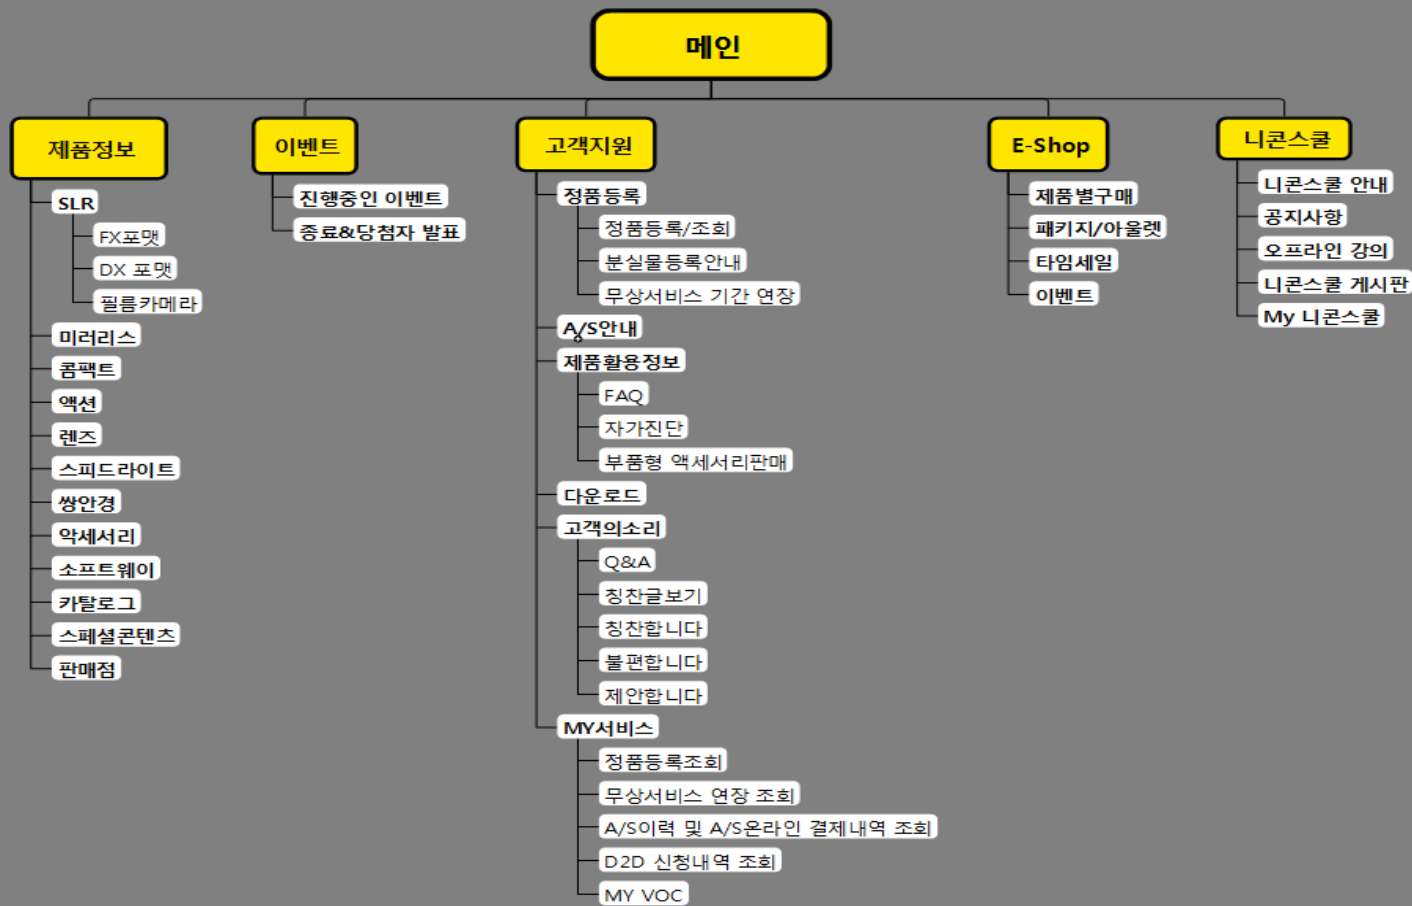 메인
제품정보
SLR
FX포맷
DX 포맷
필름카메라
미러리스
콤팩트
액션
렌즈
스피드라이트
쌍안경
악세서리
소프트웨이
카탈로그
스페셜콘텐츠
판매점
이벤트
진행중인 이벤트
종료&당첨자 발표
고객지원
정품등록
정품등록/조회
분실물등록안내
무상서비스 기간 연장
A/S안내
제품활용정보
FAQ
자가진단
부품형 액세서리판매
다운로드
고객의소리
Q&A
칭찬글보기
칭찬합니다
불편합니다
제안합니다
MY서비스
정품등록조회
무상서비스 연장 조회
A/S이력 및 A/S온라인 결제내역 조회
D2D 신청내역 조회
MY VOC
E-Shop
제품별구매
패키지/아울렛
타임세일
이벤트
니콘스쿨
니콘스쿨 안내
공지사항
오프라인 강의
니콘스쿨 게시판
My 니콘스쿨